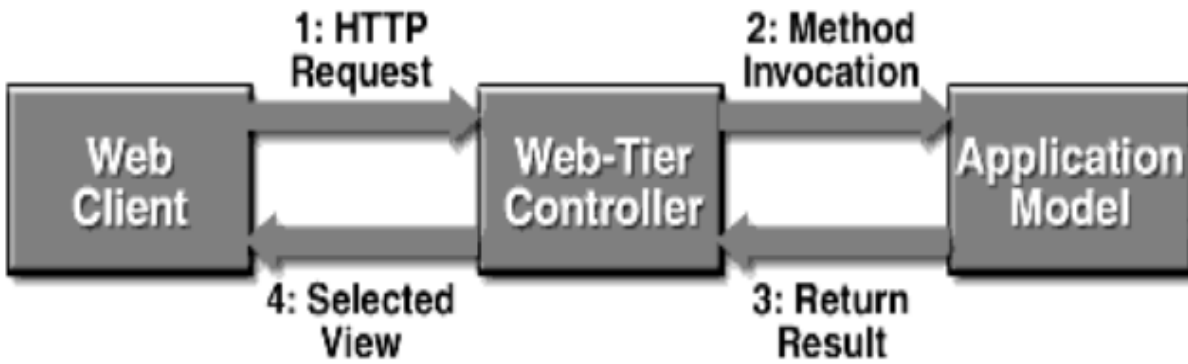 1: HTTP
Request
2: Method
Invocation
Web
Client
Web-Tier
Controller
Application
Model
4: Selected
View
3: Return
Result